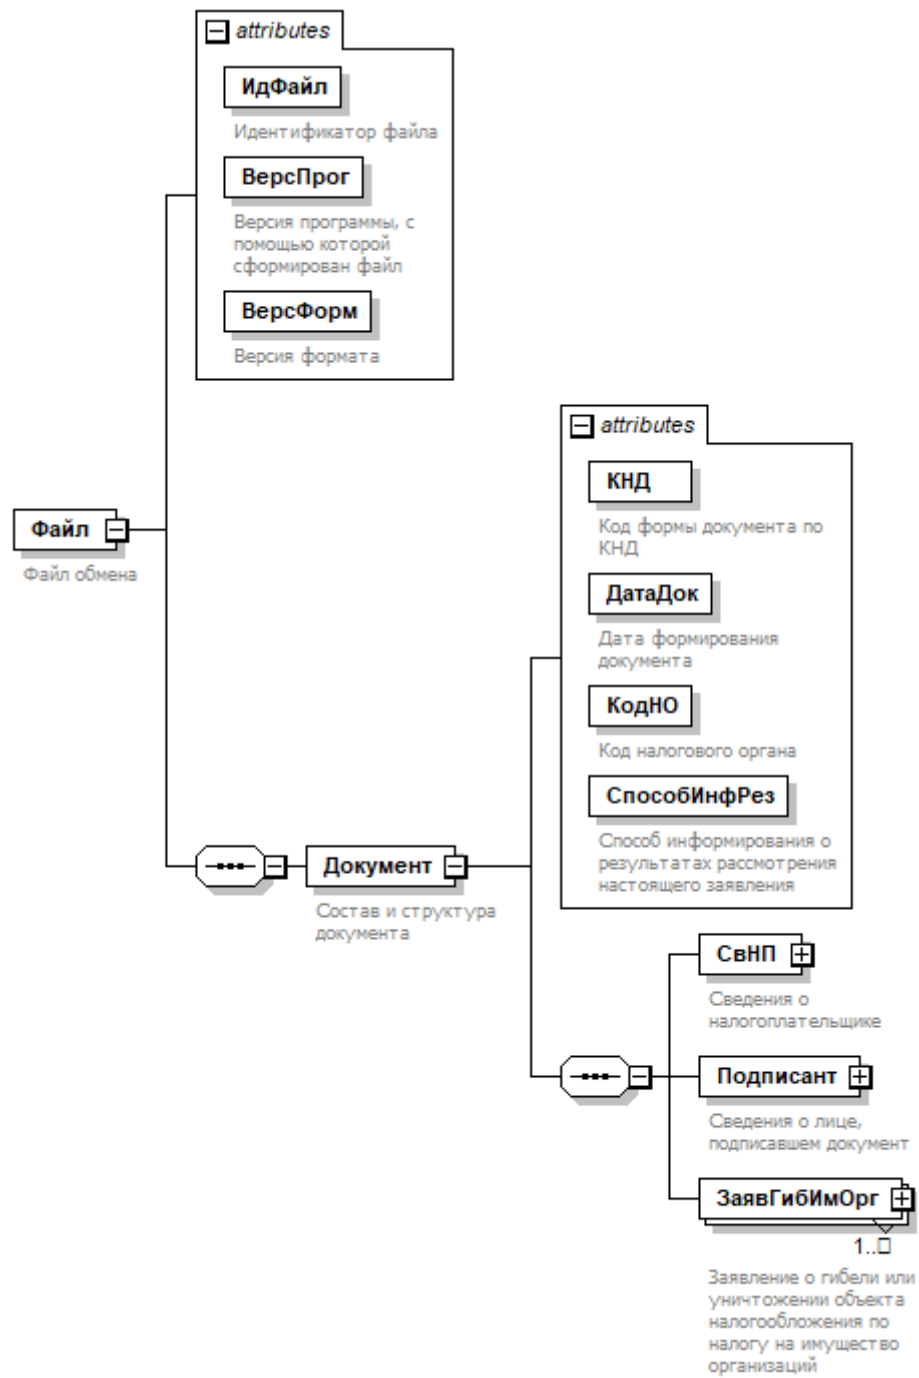 attributes
ИдФайл
Идентификатор файла
ВерсПрог
Версия программы, с
помощью которой
сформирован файл
ВерсФорм
Версия формата
Файл
Файл обмена
attributes
КНД
Код формы документа по
КНД
ДатаДок
Дата формирования
документа
КодНО
Код налогового органа
СпособИнфРез
Способ информирования о
результатах рассмотрения
настоящего заявления
Документ
Состав и структура
документа
СвНП
Сведения о
налогоплательщике
Подписант
Сведения о лице,
подписавшем документ
ЗаявГибИмОрг
1..□
Заявление о гибели или
уничтожении объекта
налогообложения по
налогу на имущество
организаций